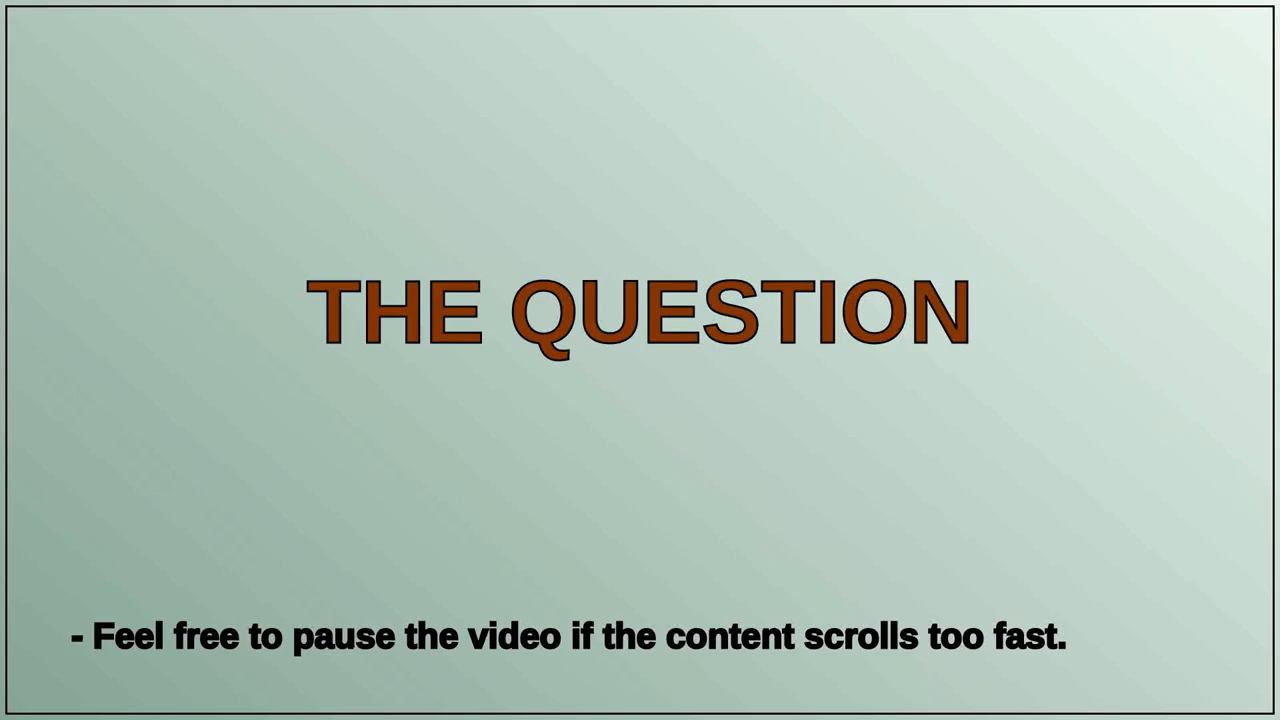 THE QUESTION
- Feel free to pause the video if the content scrolls too fast.